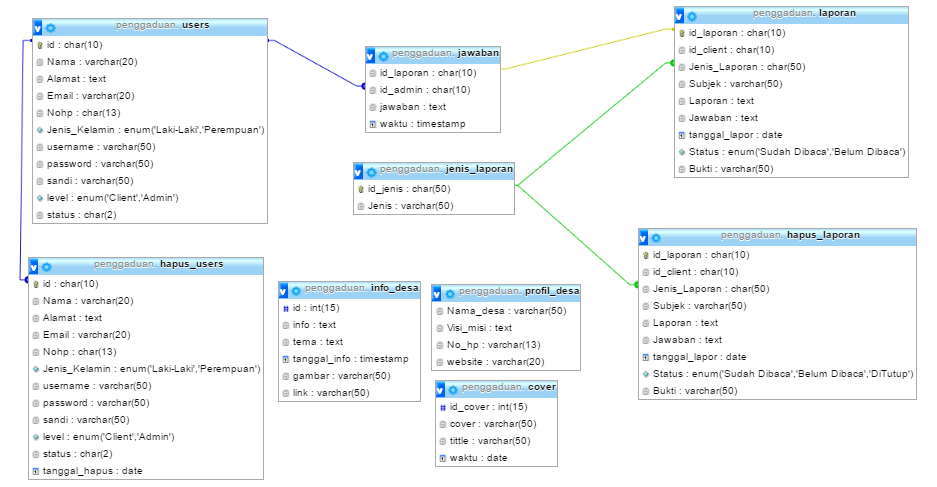 penggaduan. users
id : char(10)
Nama : varchar(20)
Alamat : text
Email : varchar(20)
Nohp : char(13)
Jenis_Kelamin : enum('Laki-Laki','Perempuan')
username : varchar(50)
password : varchar(50)
sandi : varchar(50)
level : enum('Client','Admin')
status : char(2)
penggaduan. jawaban
id_laporan : char(10)
id_admin : char(10)
jawaban : text
waktu : timestamp
penggaduan. laporan
id_laporan : char(10)
id_client : char(10)
Jenis_Laporan : char(50)
Subjek : varchar(50)
Laporan : text
Jawaban : text
tanggal_lapor : date
Status : enum('Sudah Dibaca','Belum Dibaca')
Bukti : varchar(50)
penggaduan. jenis_laporan
id_jenis : char(50)
Jenis : varchar(50)
penggaduan. hapus_users
id : char(10)
Nama : varchar(20)
Alamat : text
Email : varchar(20)
Nohp : char(13)
Jenis_Kelamin : enum('Laki-Laki','Perempuan')
username : varchar(50)
password : varchar(50)
sandi : varchar(50)
level : enum('Client','Admin')
status : char(2)
tanggal_hapus : date
penggaduan. info_desa
id : int(15)
info : text
tema : text
tanggal_info : timestamp
gambar : varchar(50)
link : varchar(50)
penggaduan. profil_desa
Nama_desa : varchar(50)
Visi_misi : text
No_hp : varchar(13)
website : varchar(20)
penggaduan. cover
id_cover : int(15)
cover : varchar(50)
tittle : varchar(50)
waktu : date
penggaduan. hapus_laporan
id_laporan : char(10)
id_client : char(10)
Jenis_Laporan : char(50)
Subjek : varchar(50)
Laporan : text
Jawaban : text
tanggal_lapor : date
Status : enum('Sudah Dibaca','Belum Dibaca','DiTutup')
Bukti : varchar(50)